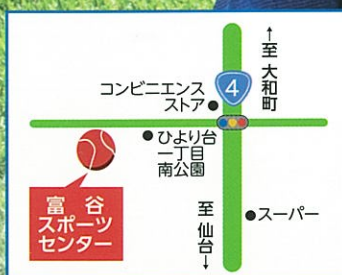 ↑至 大和町
コンビニエンス
ストア
4
ひより台
一丁目
南公園
富谷
スポーツ
センター
至 仙台↓
スーパー